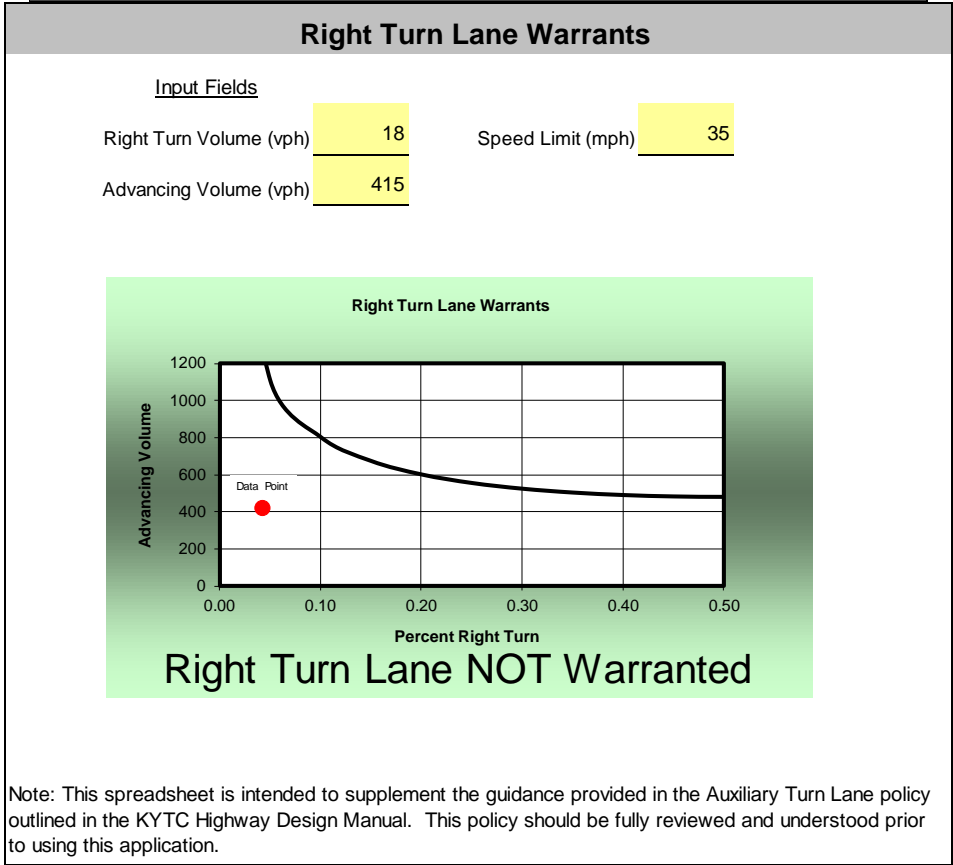 Right Turn Lane Warrants
Input Fields
Right Turn Volume (vph) 18 Speed Limit (mph) 35
Advancing Volume (vph) 415
Right Turn Lane Warrants
Advancing Volume
1200
1000
800
600
400
200
0
Data Point
0.00 0.10 0.20 0.30 0.40 0.50
Percent Right Turn
Right Turn Lane NOT Warranted
Note: This spreadsheet is intended to supplement the guidance provided in the Auxiliary Turn Lane policy
outlined in the KYTC Highway Design Manual. This policy should be fully reviewed and understood prior
to using this application.